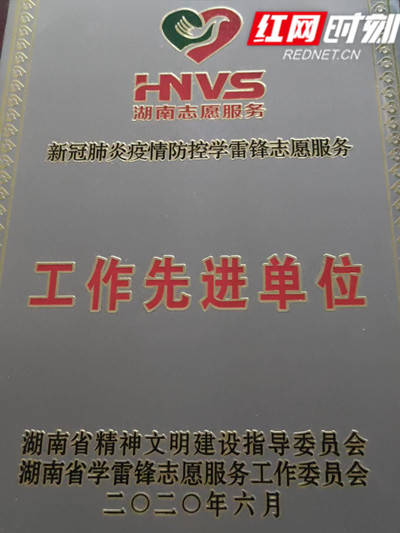 红网时刻
REDNET.CN
HNVS
湖南志愿服务
新冠肺炎疫情防控学雷锋志愿服务
工作先进单位
湖南省精神文明建设指导委员会
湖南省学雷锋志愿服务工作委员会
二〇二〇年六月